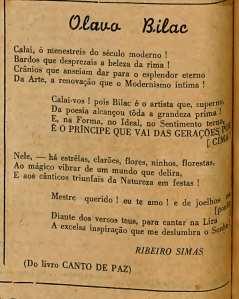 Olavo Bilac
Calai, ó menestreis do século moderno !
Bardos que desprezais a beleza da rima !
Crânios que anseiam dar para o esplendor eterno
Da Arte, a renovação que o Modernismo intima !
Calai-vos ! pois Bilac é o artista que, superno,
Da poesia alcançou tôda a grandeza prima !
E, na Forma, no Ideal, no Sentimento terno,
É O PRÍNCIPE QUE VAI DAS GERAÇÕES POR
[ CIMA
Nele, — há estrêlas, clarões, flores, ninhos, florestas,
Ao mágico vibrar de um mundo que delira,
E aos cânticos triunfais da Natureza em festas !
Mestre querido ! eu te amo ! e de joelhos
[ prestas
Diante dos versos teus, para cantar na Lira
A excelsa inspiração que me deslumbra o
RIBEIRO SIMAS
(Do livro CANTO DE PAZ)